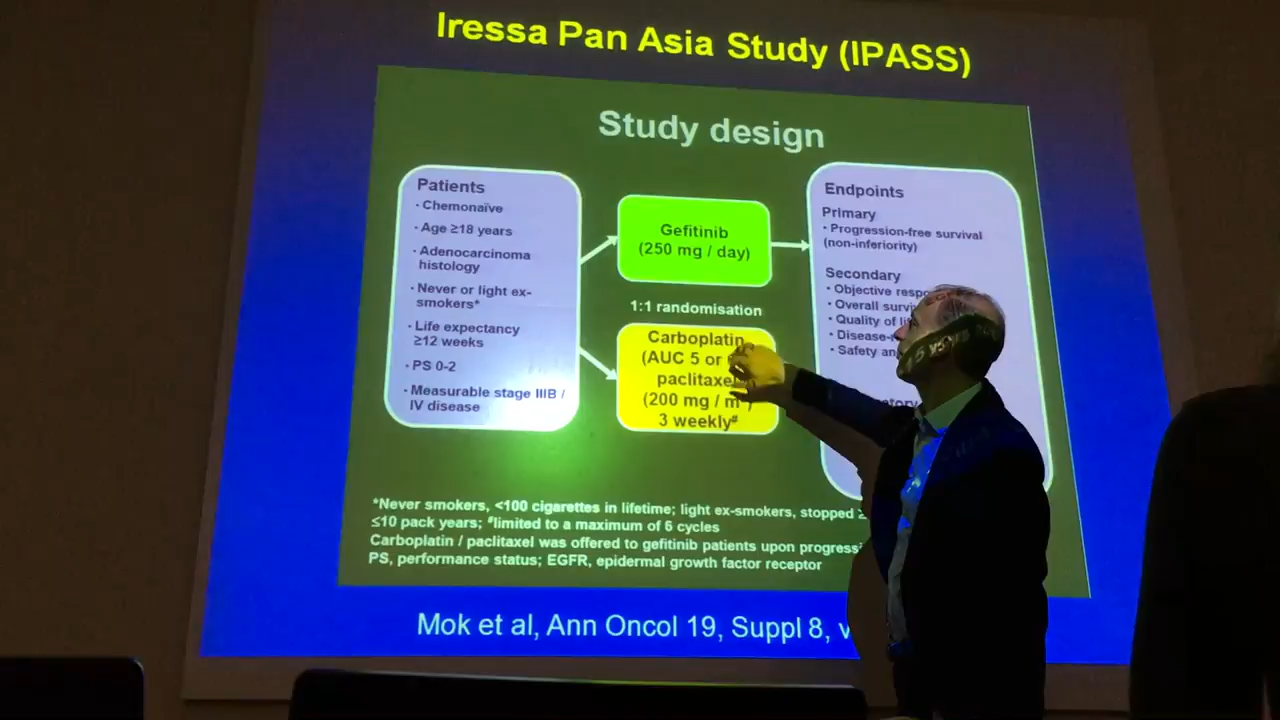 Iressa Pan Asia Study (IPASS)
Study design
Patients
· Chemonaïve
· Age ≥18 years
· Adenocarcinoma
histology
· Never or light ex-
smokers*
· Life expectancy
≥12 weeks
· PS 0-2
· Measurable stage IIIB /
IV disease
Gefitinib
(250 mg / day)
1:1 randomisation
Carboplatin
(AUC 5 or
paclitaxel
(200 mg / m
3 weekly#
Endpoints
Primary
• Progression-free survival
(non-inferiority)
Secondary
• Objective resp
• Overall surv
• Quality of li
• Disease-
• Safety an
*Never smokers, <100 cigarettes in lifetime; light ex-smokers, stopped ≥
15 years
≤10 pack years; #limited to a maximum of 6 cycles
Carboplatin / paclitaxel was offered to gefitinib patients upon progress
PS, performance status; EGFR, epidermal growth factor receptor
Mok et al, Ann Oncol 19, Suppl 8, v